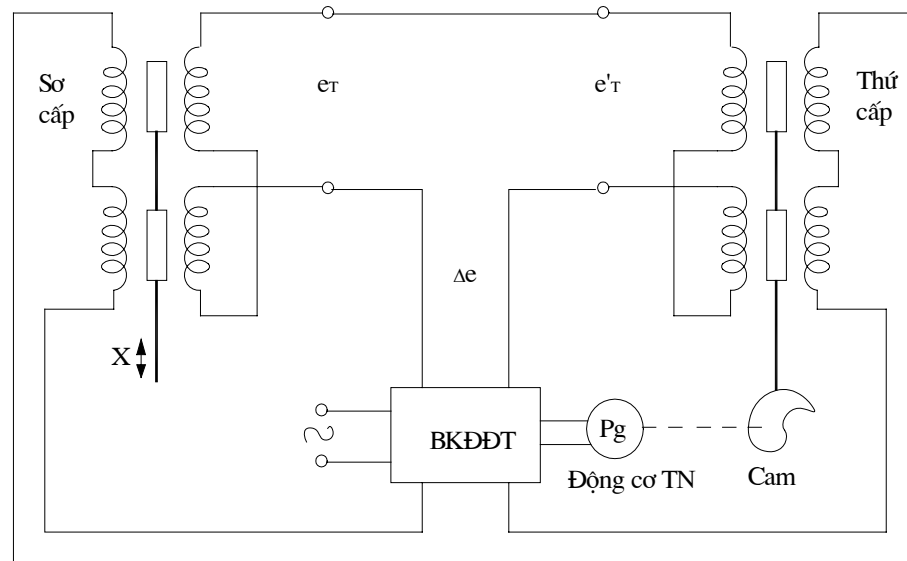 Sơ
cấp
eT
e'T
Thứ
cấp
Δe
X
BKĐĐT
Pg
Động cơ TN
Cam